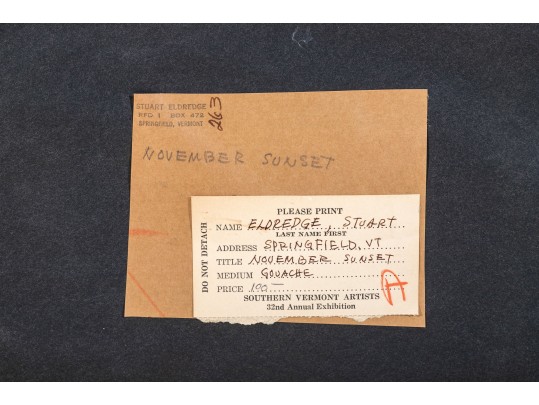 STUART ELDREDGE
RFD 1 BOX 475
SPRINGFIELD, VERMONT
263
NOVEMBER SUNSET
DO NOT DETACH
PLEASE PRINT
NAME ELDREDGE, STUART
LAST NAME FIRST
ADDRESS SPRINGFIELD, VT
TITLE NOVEMBER SUNSET
MEDIUM GOUACHE
PRICE 100—
A
SOUTHERN VERMONT ARTISTS
32nd Annual Exhibition